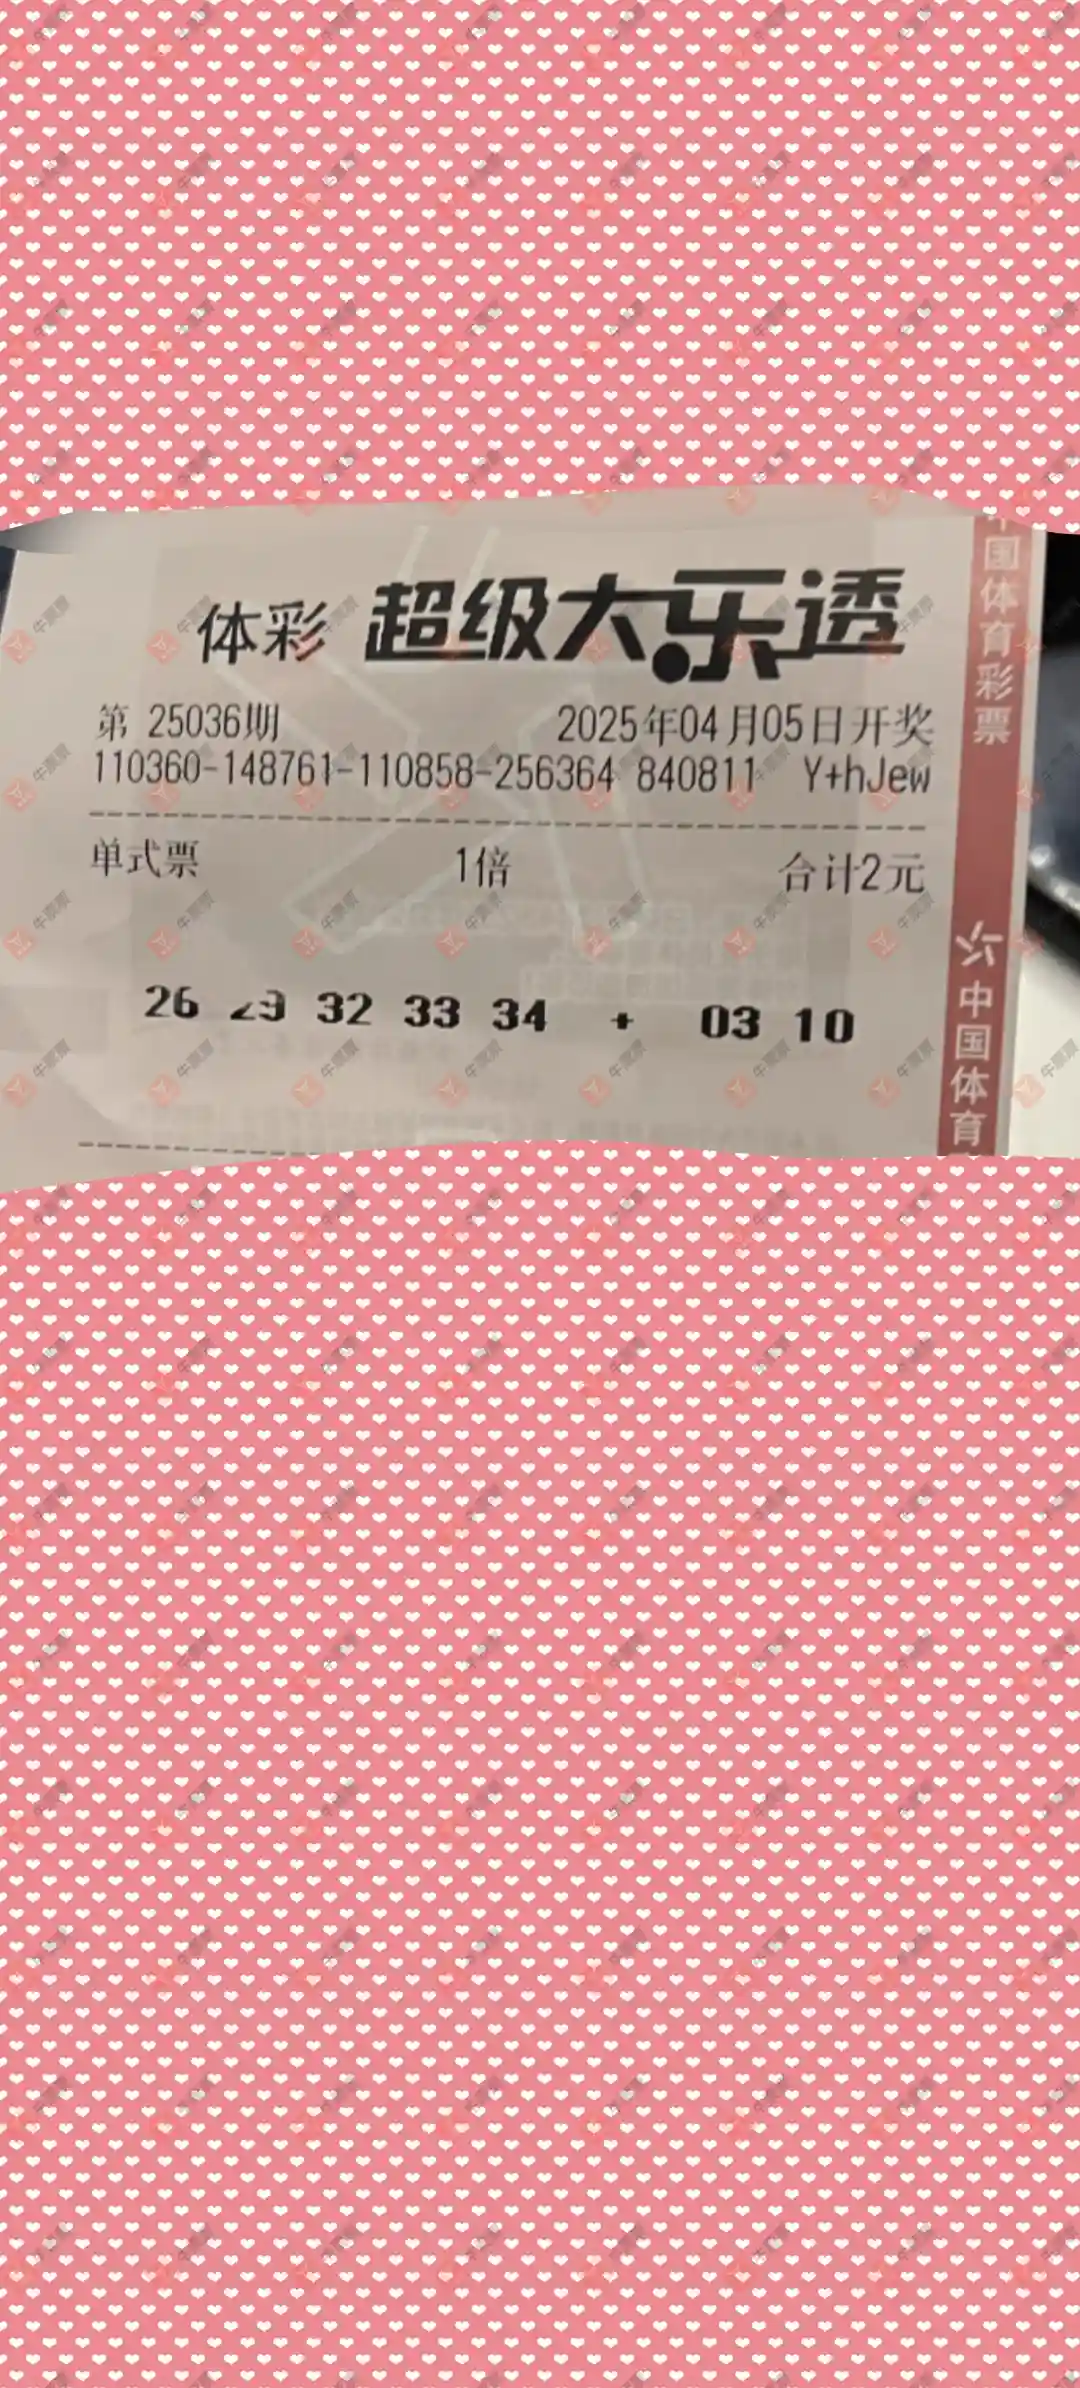 体彩 超级大乐透
第 25036期 2025年04月05日开奖
110360-148761-110858-256364 840811 Y+hJew
单式票 1倍 合计2元
26 29 32 33 34 + 03 10
国体育彩票
中国体育
牛票票